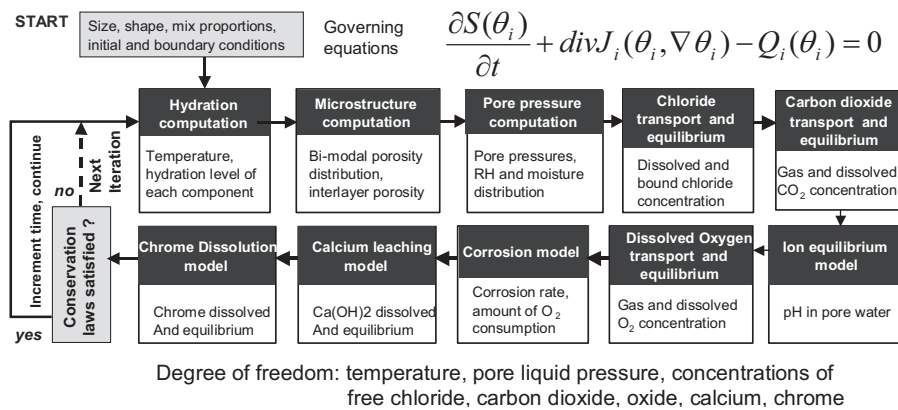 START
Size, shape, mix proportions,
initial and boundary conditions
Governing
equations
∂S(θᵢ)/∂t + divJᵢ(θᵢ,∇θᵢ) – Qᵢ(θᵢ) = 0
Hydration
computation
Temperature,
hydration level of
each component
Microstructure
computation
Bi-modal porosity
distribution,
interlayer porosity
Pore pressure
computation
Pore pressures,
RH and moisture
distribution
Chloride
transport and
equilibrium
Dissolved and
bound chloride
concentration
Carbon dioxide
transport and
equilibrium
Gas and dissolved
CO₂ concentration
Ion equilibrium
model
pH in pore water
Dissolved Oxygen
transport and
equilibrium
Gas and dissolved
O₂ concentration
Corrosion model
Corrosion rate,
amount of O₂
consumption
Calcium leaching
model
Ca(OH)2 dissolved
And equilibrium
Chrome Dissolution
model
Chrome dissolved
And equilibrium
Conservation
laws satisfied ?
no
Next
Iteration
yes
Increment time, continue
Degree of freedom: temperature, pore liquid pressure, concentrations of
free chloride, carbon dioxide, oxide, calcium, chrome